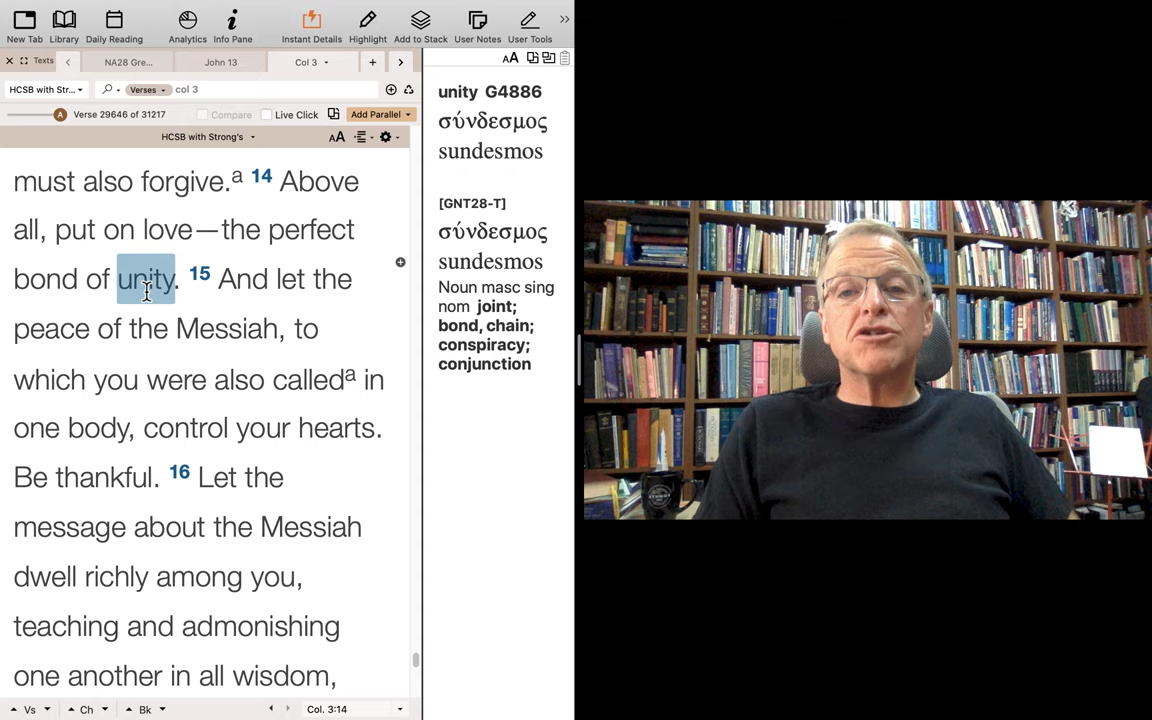 New Tab Library Daily Reading Analytics Info Pane Instant Details Highlight Add to Stack User Notes User Tools
Texts NA28 Gre... John 13 Col 3
HCSB with Str... Verses col 3
Verse 29646 of 31217 Compare Live Click Add Parallel
HCSB with Strong's AA
must also forgive.a 14 Above
all, put on love—the perfect
bond of unity. 15 And let the
peace of the Messiah, to
which you were also calleda in
one body, control your hearts.
Be thankful. 16 Let the
message about the Messiah
dwell richly among you,
teaching and admonishing
one another in all wisdom,
Vs Ch Bk Col. 3:14
AA
unity G4886
σύνδεσμος
sundesmos
[GNT28-T]
σύνδεσμος
sundesmos
Noun masc sing
nom joint;
bond, chain;
conspiracy;
conjunction